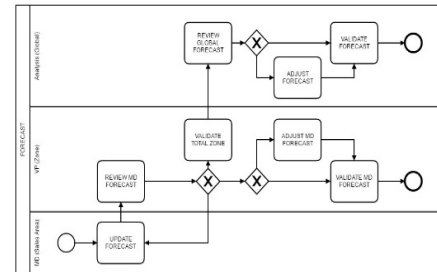 FORECAST
Analysis (Global)
REVIEW
GLOBAL
FORECAST
X
VALIDATE
FORECAST
ADJUST
FORECAST
VP (Zone)
VALIDATE
TOTAL ZONE
ADJUST MD
FORECAST
REVIEW MD
FORECAST
X
X
VALIDATE MD
FORECAST
MD (Sales Area)
UPDATE
FORECAST